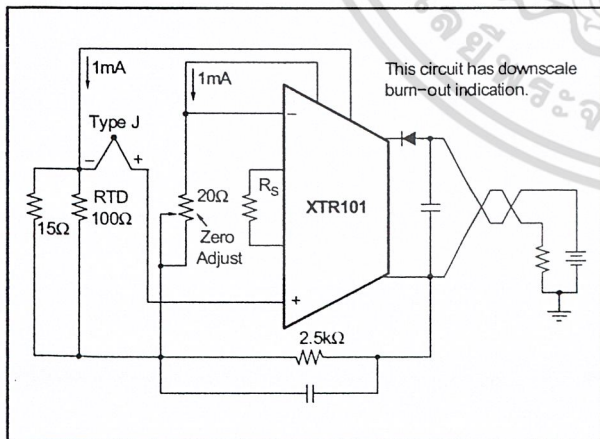 1mA
1mA
This circuit has downscale
burn-out indication.
Type J
−
+
−
RTD
100Ω
15Ω
20Ω
Zero
Adjust
RS
XTR101
+
2.5kΩ